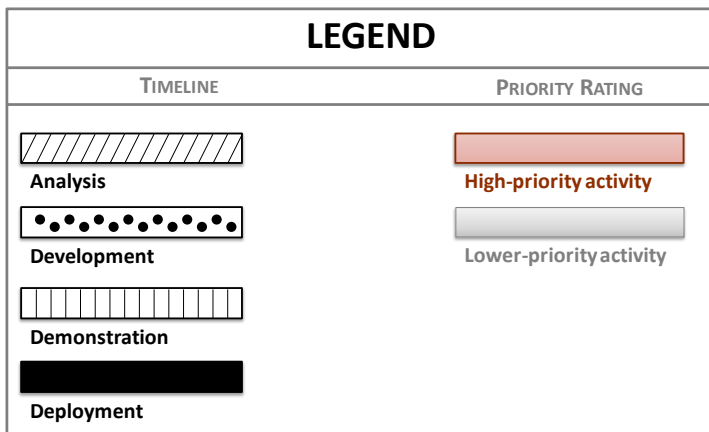 LEGEND
TIMELINE PRIORITY RATING
Analysis High-priority activity
Development Lower-priority activity
Demonstration
Deployment